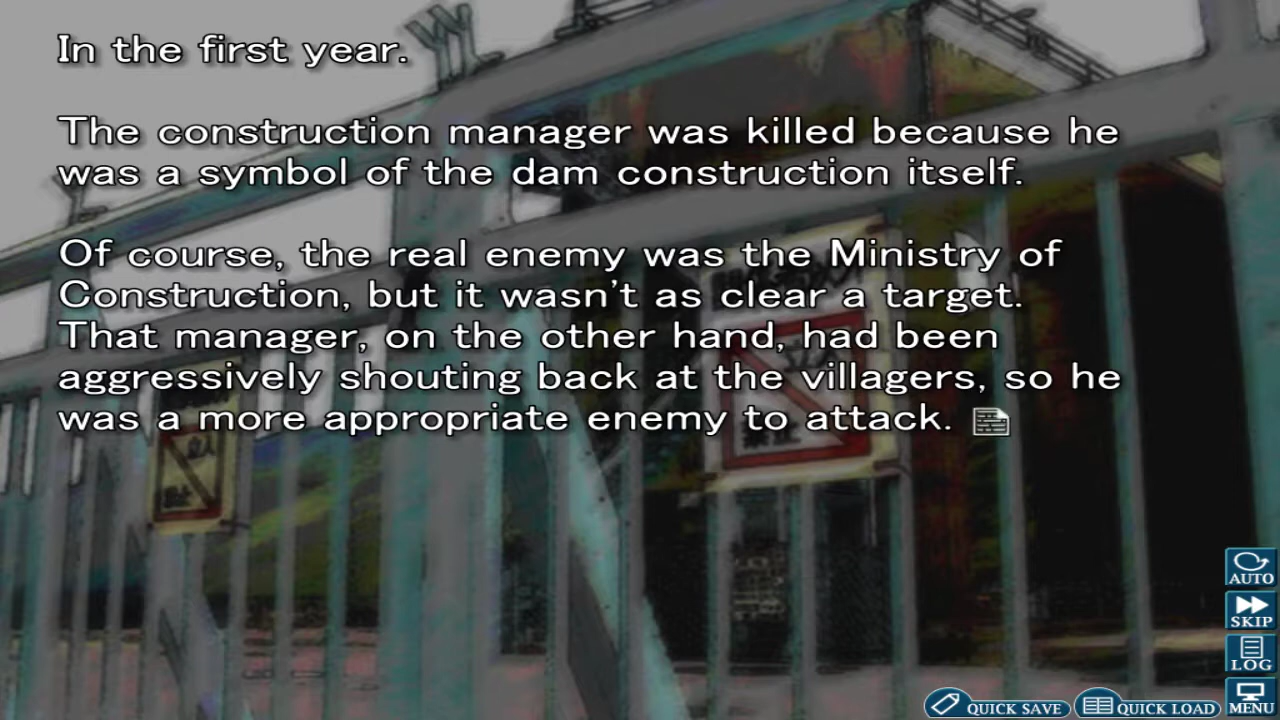 In the first year.
The construction manager was killed because he
was a symbol of the dam construction itself.
Of course, the real enemy was the Ministry of
Construction, but it wasn't as clear a target.
That manager, on the other hand, had been
aggressively shouting back at the villagers, so he
was a more appropriate enemy to attack.
AUTO
SKIP
LOG
MENU
QUICK SAVE
QUICK LOAD